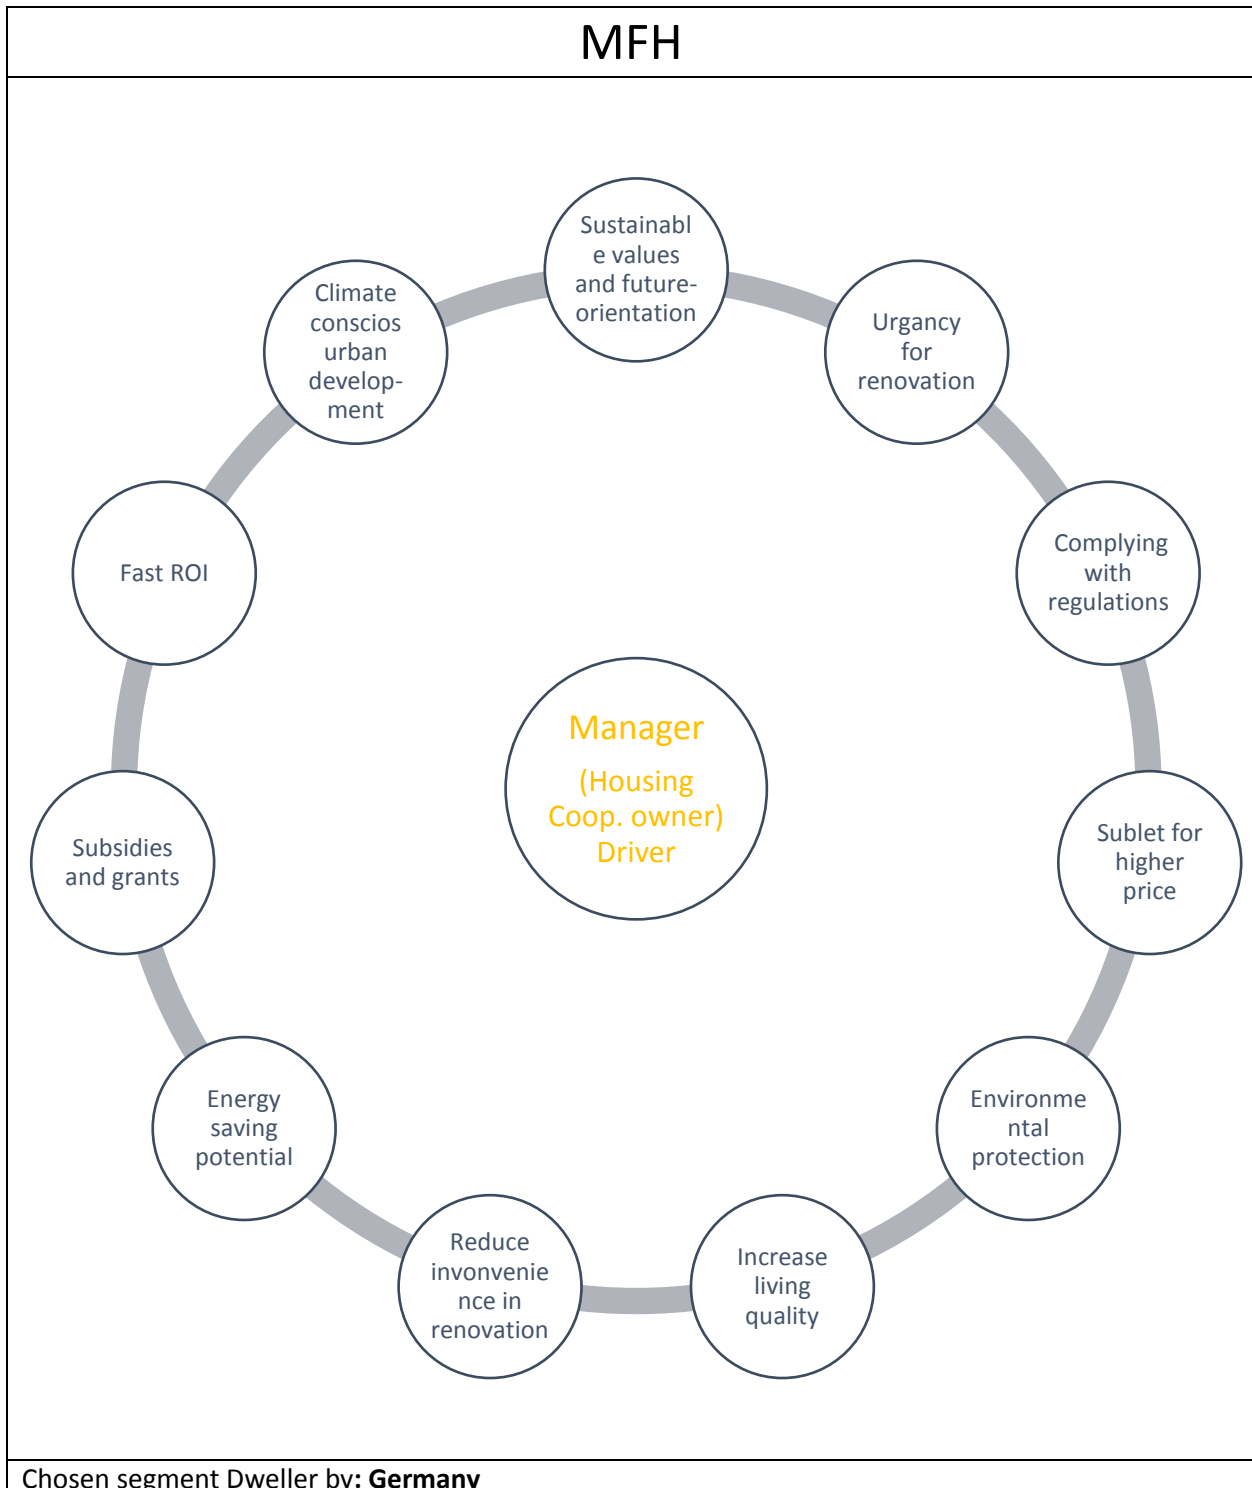 MFH
Sustainabl
e values
and future-
orientation
Urgancy
for
renovation
Complying
with
regulations
Sublet for
higher
price
Environme
ntal
protection
Increase
living
quality
Reduce
invonvenie
nce in
renovation
Energy
saving
potential
Subsidies
and grants
Fast ROI
Climate
conscios
urban
develop-
ment
Manager
(Housing
Coop. owner)
Driver
Chosen segment Dweller by: Germany